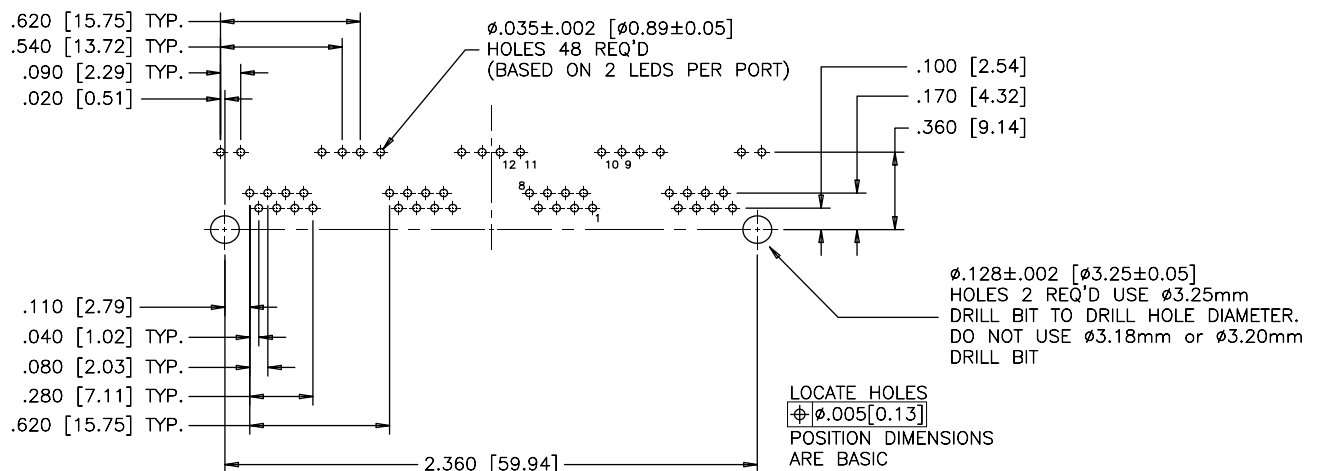 .620 [15.75] TYP.
.540 [13.72] TYP.
.090 [2.29] TYP.
.020 [0.51]
ø.035±.002 [ø0.89±0.05]
HOLES 48 REQ'D
(BASED ON 2 LEDS PER PORT)
.100 [2.54]
.170 [4.32]
.360 [9.14]
12 11
10 9
8
1
.110 [2.79]
.040 [1.02] TYP.
.080 [2.03] TYP.
.280 [7.11] TYP.
.620 [15.75] TYP.
2.360 [59.94]
ø.128±.002 [ø3.25±0.05]
HOLES 2 REQ'D USE ø3.25mm
DRILL BIT TO DRILL HOLE DIAMETER.
DO NOT USE ø3.18mm or ø3.20mm
DRILL BIT
LOCATE HOLES
⌖ ø.005[0.13]
POSITION DIMENSIONS
ARE BASIC